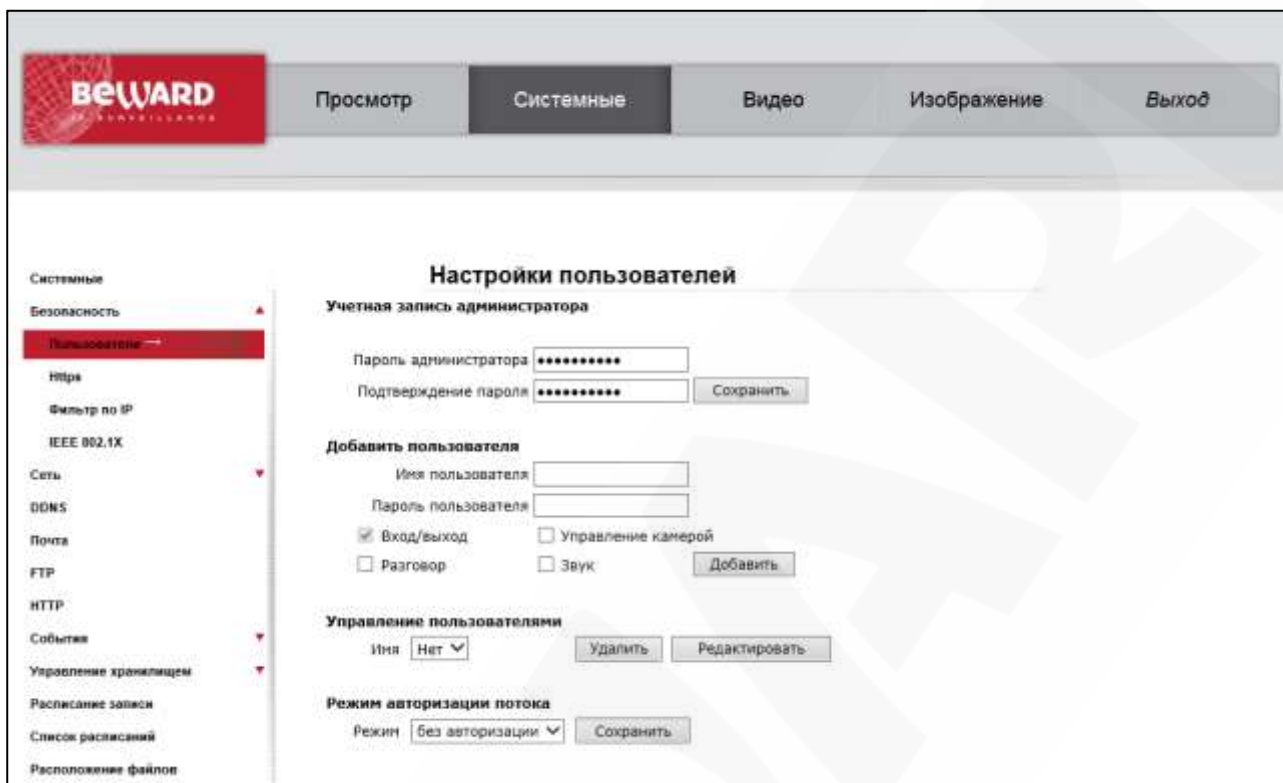 BEWARD
IP SURVEILLANCE
Просмотр
Системные
Видео
Изображение
Выход
Системные
Безопасность
Пользователи →
Https
Фильтр по IP
IEEE 802.1X
Сеть
DDNS
Почта
FTP
HTTP
События
Управление хранилищем
Расписание записи
Список расписаний
Расположение файлов
Настройки пользователей
Учетная запись администратора
Пароль администратора ••••••••••
Подтверждение пароля •••••••••• Сохранить
Добавить пользователя
Имя пользователя
Пароль пользователя
Вход/выход Управление камерой
Разговор Звук Добавить
Управление пользователями
Имя Нет Удалить Редактировать
Режим авторизации потока
Режим без авторизации Сохранить